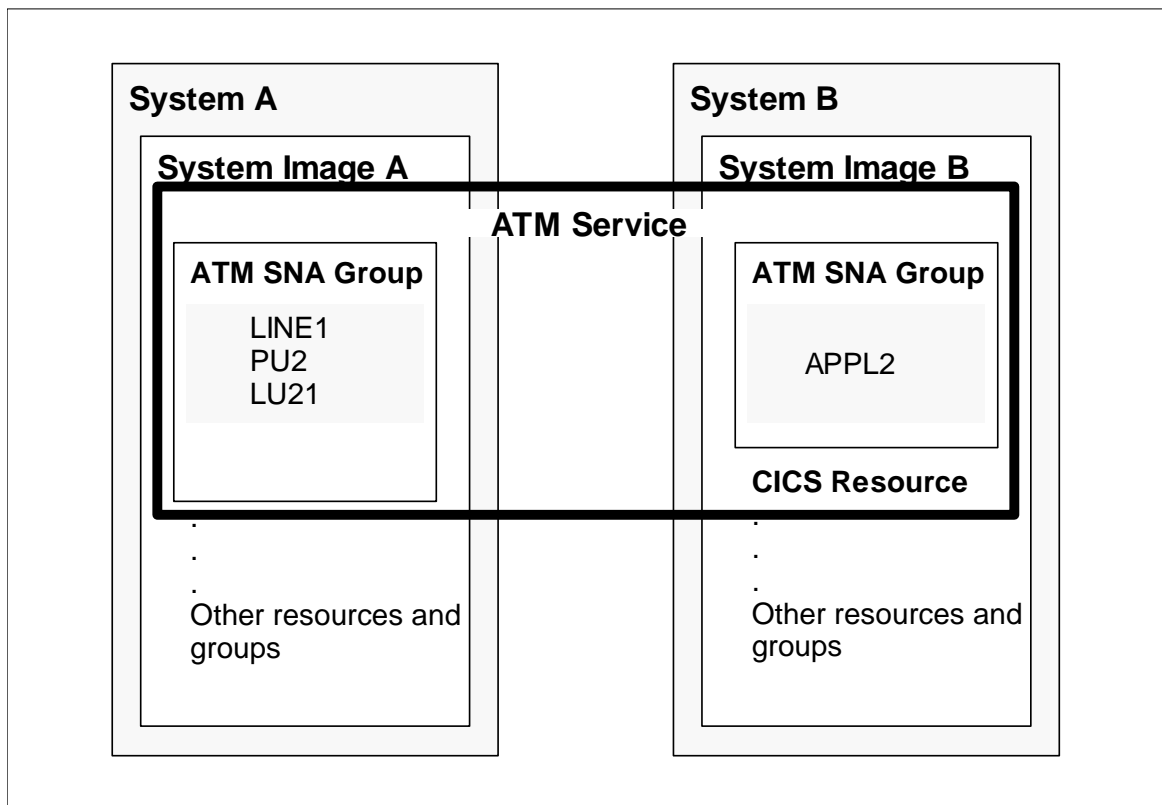 System A
System Image A
ATM Service
ATM SNA Group
LINE1
PU2
LU21
.
.
.
Other resources and
groups
System B
System Image B
ATM SNA Group
APPL2
CICS Resource
.
.
.
Other resources and
groups